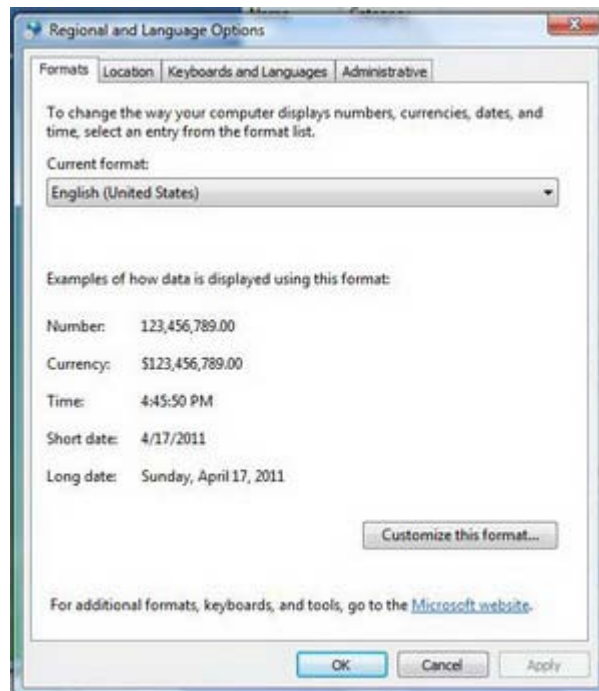 Name Category
Regional and Language Options
Formats Location Keyboards and Languages Administrative
To change the way your computer displays numbers, currencies, dates, and
time, select an entry from the format list.
Current format:
English (United States)
Examples of how data is displayed using this format:
Number: 123,456,789.00
Currency: $123,456,789.00
Time: 4:45:50 PM
Short date: 4/17/2011
Long date: Sunday, April 17, 2011
Customize this format...
For additional formats, keyboards, and tools, go to the Microsoft website.
OK Cancel Apply